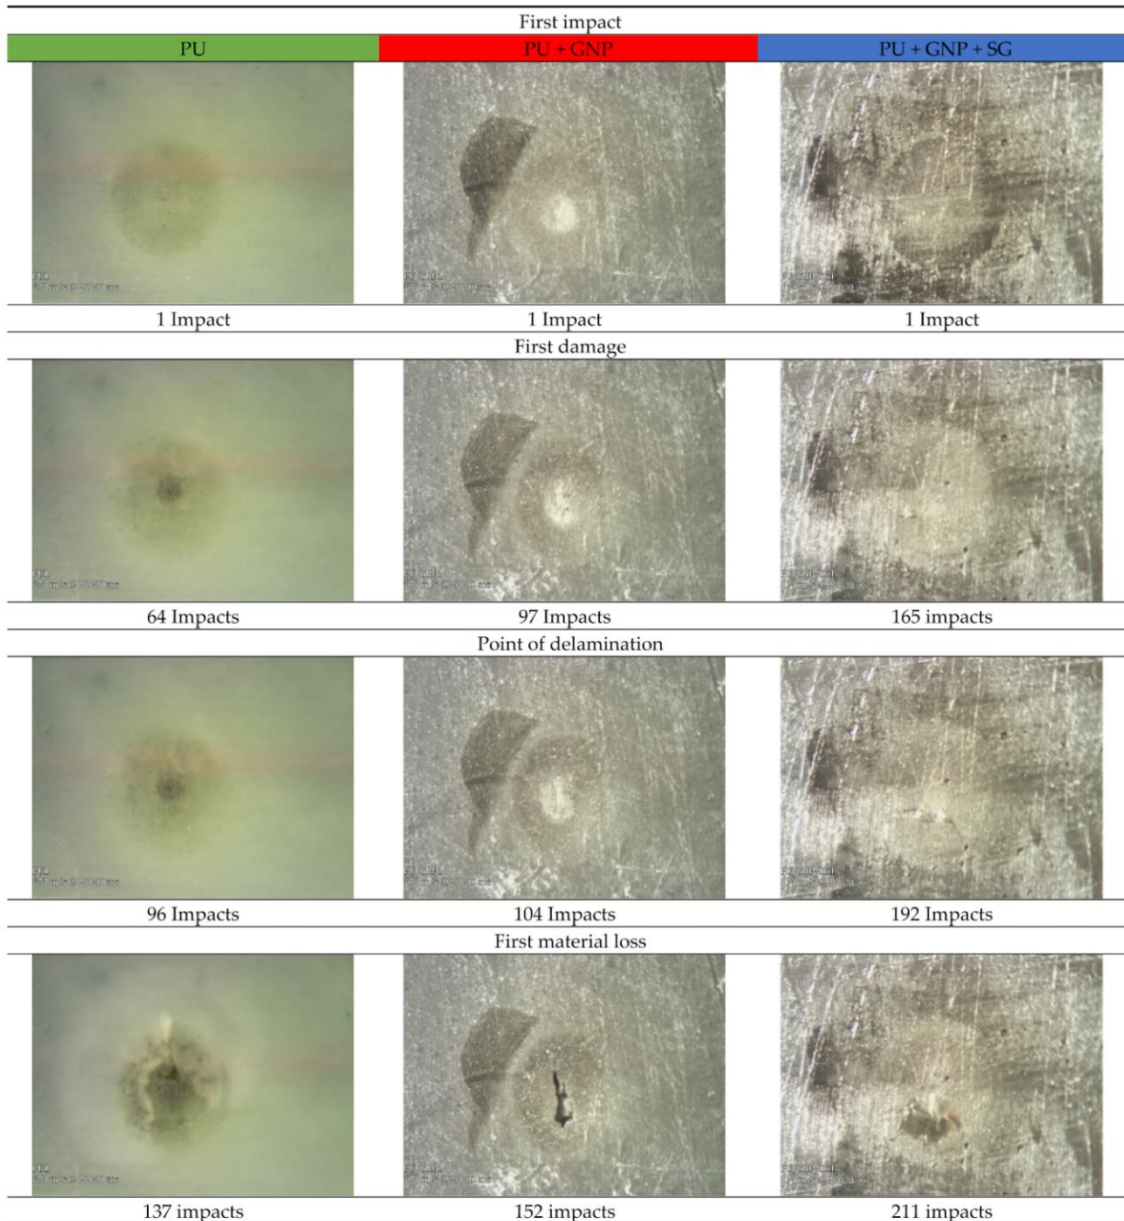 First impact
PU PU + GNP PU + GNP + SG
1 Impact 1 Impact 1 Impact
First damage
64 Impacts 97 Impacts 165 impacts
Point of delamination
96 Impacts 104 Impacts 192 Impacts
First material loss
137 impacts 152 impacts 211 impacts